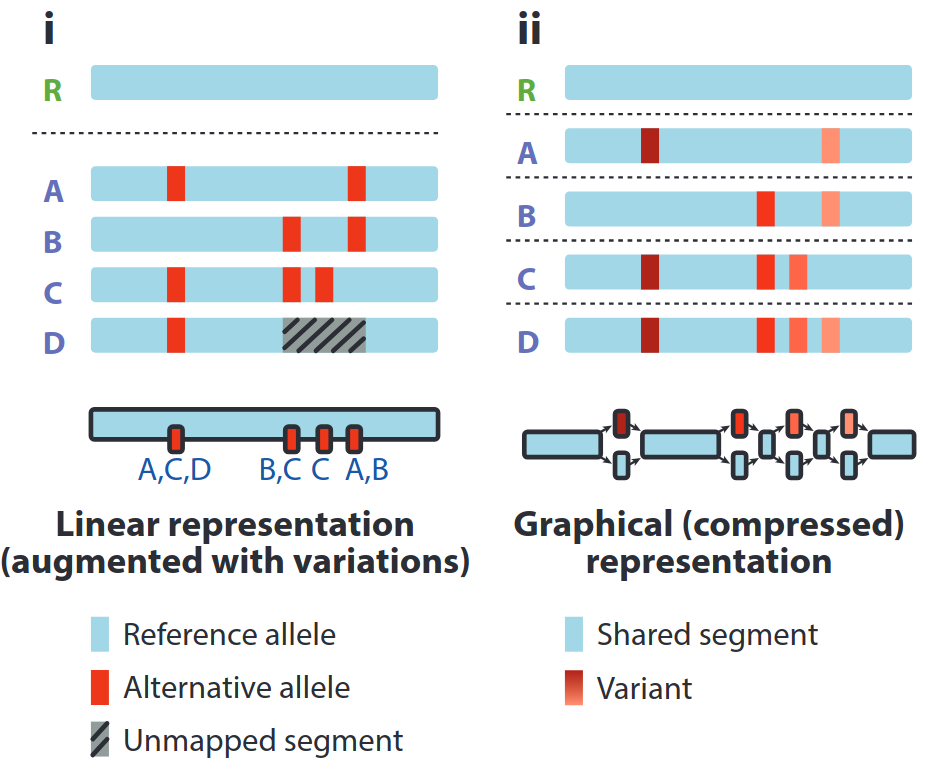 i
R
A
B
C
D
A,C,D B,C C A,B
Linear representation
(augmented with variations)
Reference allele
Alternative allele
Unmapped segment
ii
R
A
B
C
D
Graphical (compressed)
representation
Shared segment
Variant